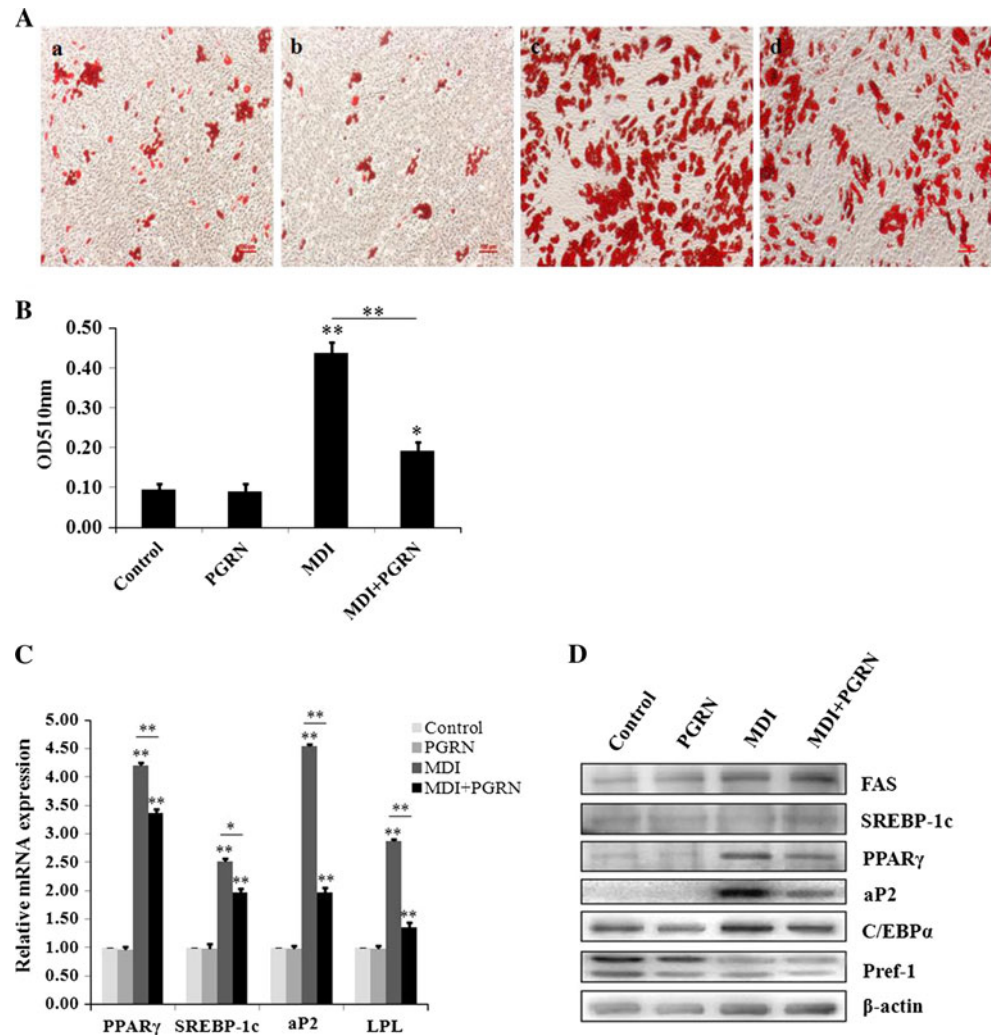 A
a b c d
B
** 
**
*
0.50
0.40
0.30
0.20
0.10
0.00
OD510nm
Control PGRN MDI MDI+PGRN
C
5.00
4.50
4.00
3.50
3.00
2.50
2.00
1.50
1.00
0.50
0.00
Relative mRNA expression
**
**
**
*
**
**
**
**
**
**
**
**
Control
PGRN
MDI
MDI+PGRN
PPARγ SREBP-1c aP2 LPL
D
Control PGRN MDI MDI+PGRN
FAS
SREBP-1c
PPARγ
aP2
C/EBPα
Pref-1
β-actin